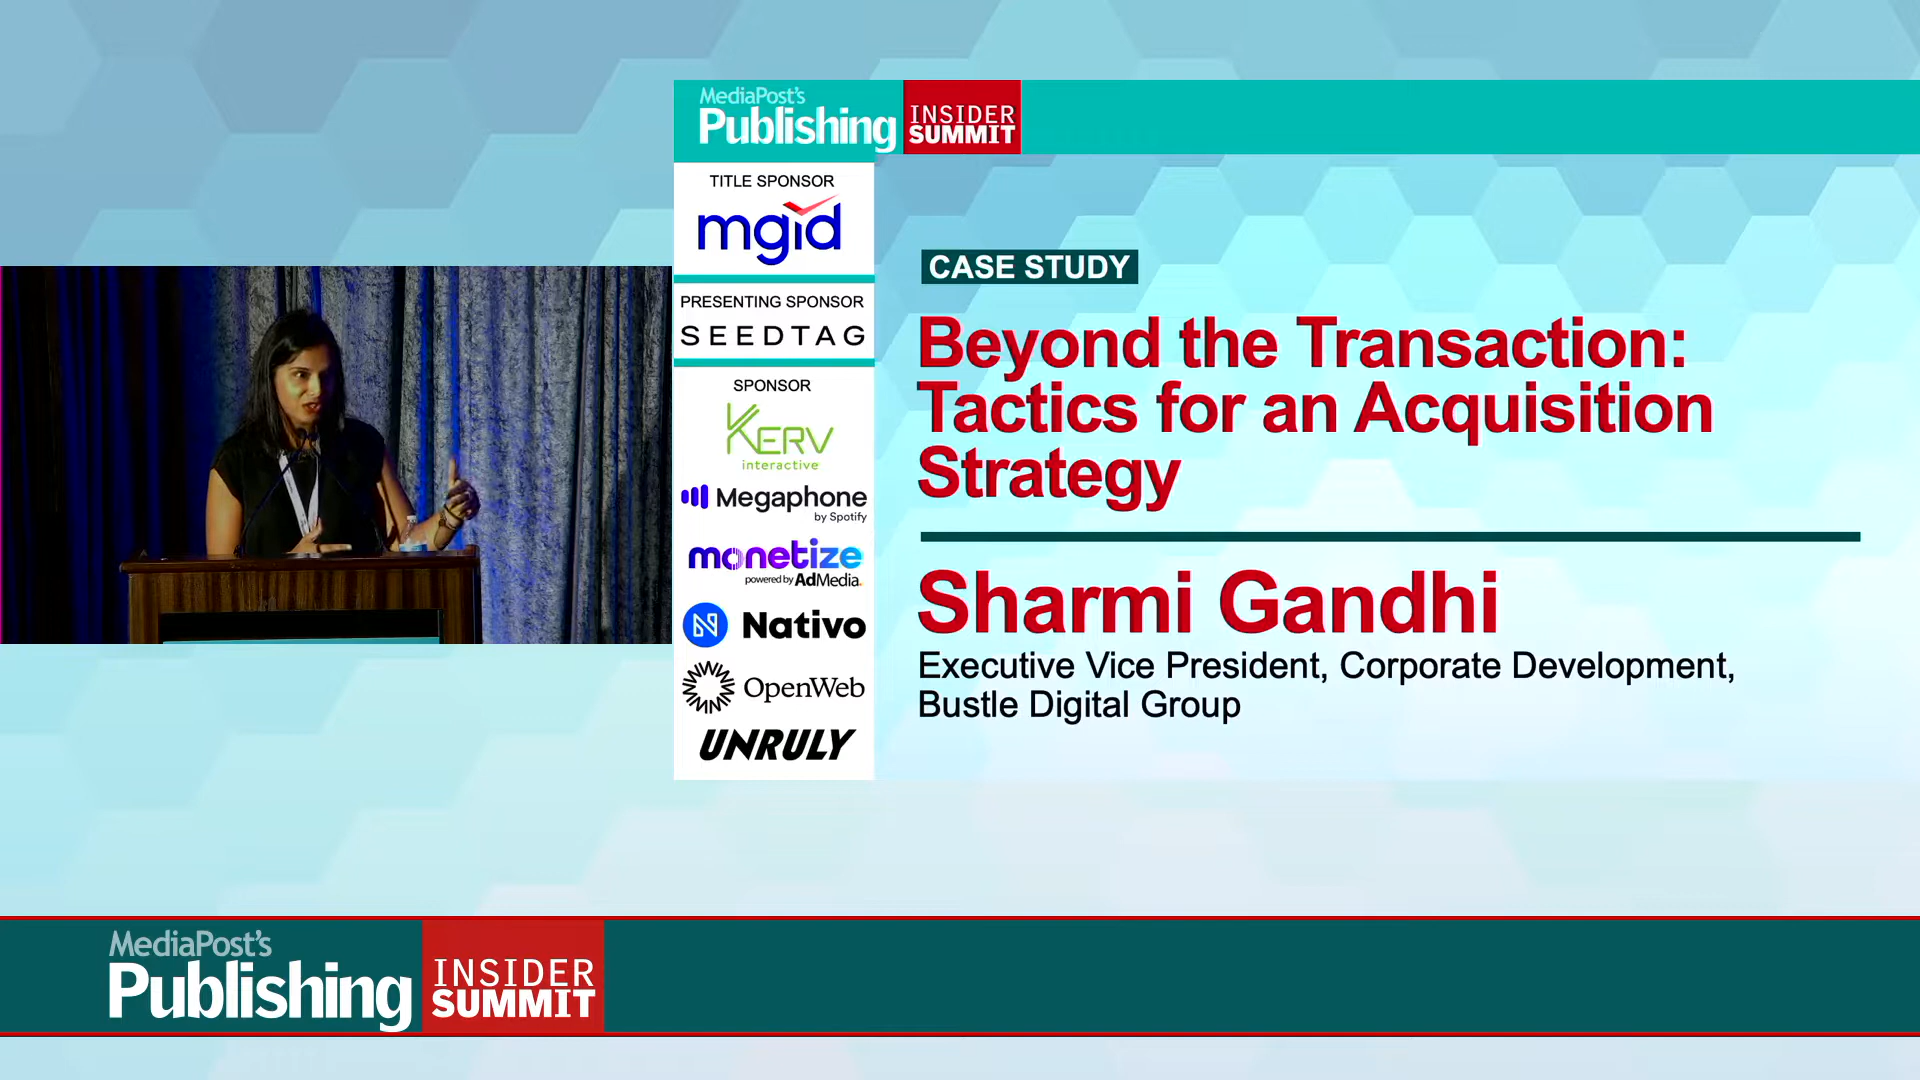 MediaPost's
Publishing
INSIDER
SUMMIT
TITLE SPONSOR
mgid
PRESENTING SPONSOR
SEEDTAG
SPONSOR
KERV
interactive
Megaphone
by Spotify
monetize
powered by AdMedia.
Nativo
OpenWeb
UNRULY
CASE STUDY
Beyond the Transaction:
Tactics for an Acquisition
Strategy
Sharmi Gandhi
Executive Vice President, Corporate Development,
Bustle Digital Group
MediaPost's
Publishing
INSIDER
SUMMIT